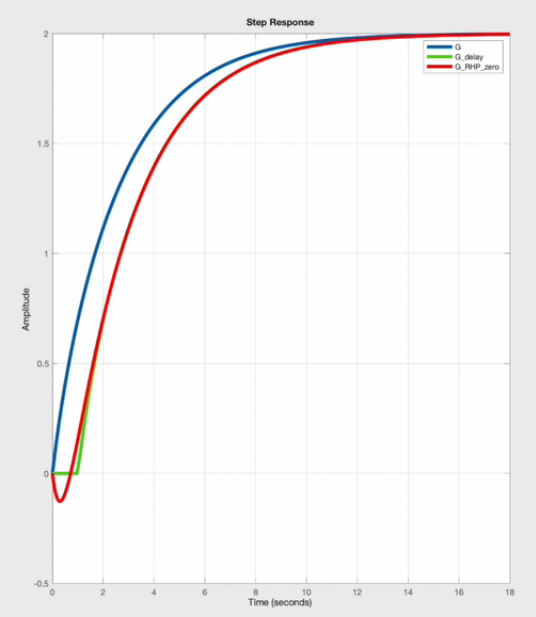 Step Response
G
G_delay
G_RHP_zero
2
1.5
1
0.5
0
-0.5
Amplitude
0 2 4 6 8 10 12 14 16 18
Time (seconds)